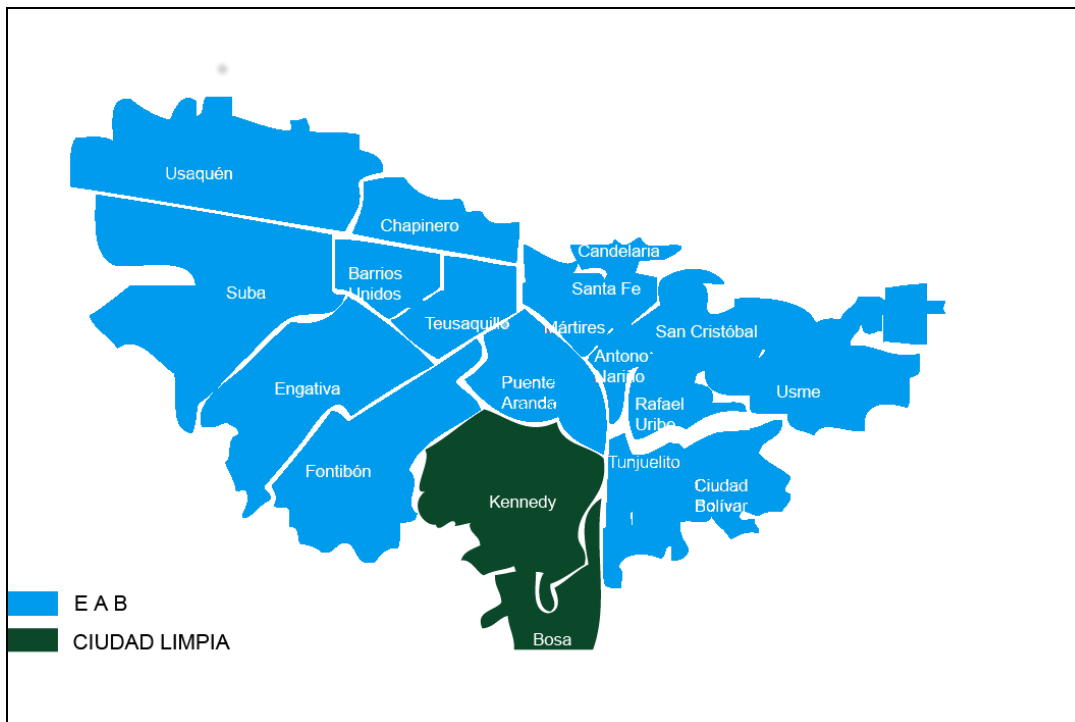 Usaquén
Chapinero
Candelaria
Barrios
Unidos
Santa Fe
Suba
Teusaquillo
Mártires
San Cristóbal
Antono
Nariño
Engativa
Puente
Aranda
Usme
Rafael
Uribe
Fontibón
Tunjuelito
Kennedy
Ciudad
Bolívar
E A B
CIUDAD LIMPIA
Bosa